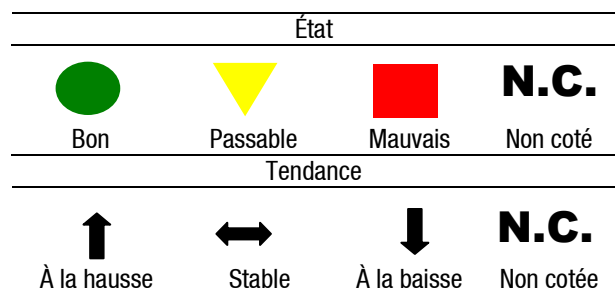 État
N.C.
Bon Passable Mauvais Non coté
Tendance
N.C.
À la hausse Stable À la baisse Non cotée